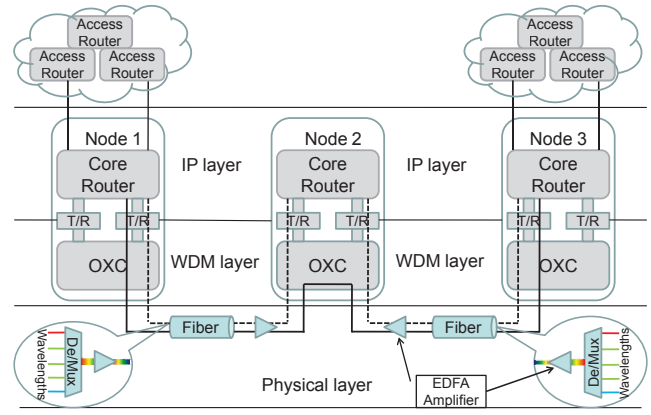 Access
Router
Access
Router
Access
Router
Access
Router
Access
Router
Access
Router
Node 1
Core
Router
T/R
T/R
OXC
IP layer
WDM layer
Node 2
Core
Router
T/R
T/R
OXC
IP layer
WDM layer
Node 3
Core
Router
T/R
T/R
OXC
Wavelengths
De/Mux
Fiber
Physical layer
EDFA
Amplifier
Fiber
De/Mux
Wavelengths